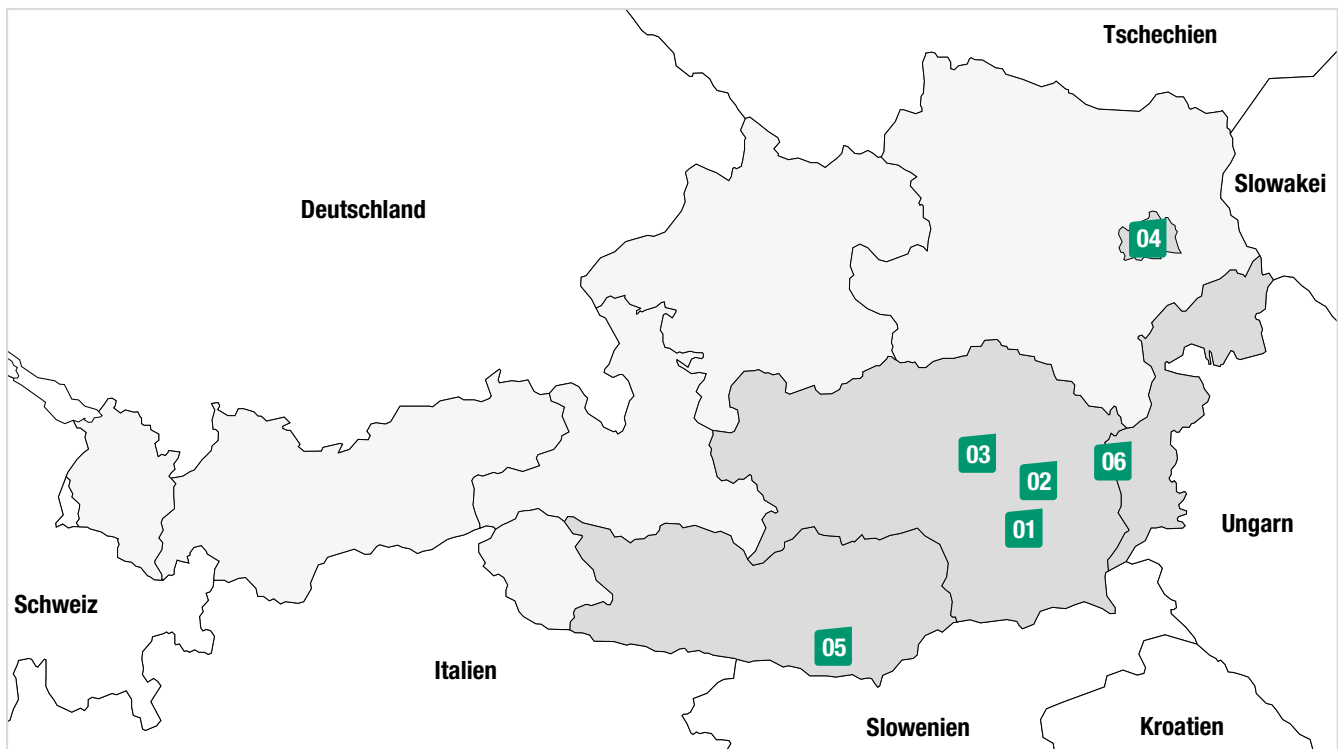 Tschechien
Slowakei
Deutschland
04
03
06
02
01
Ungarn
Schweiz
05
Italien
Slowenien
Kroatien